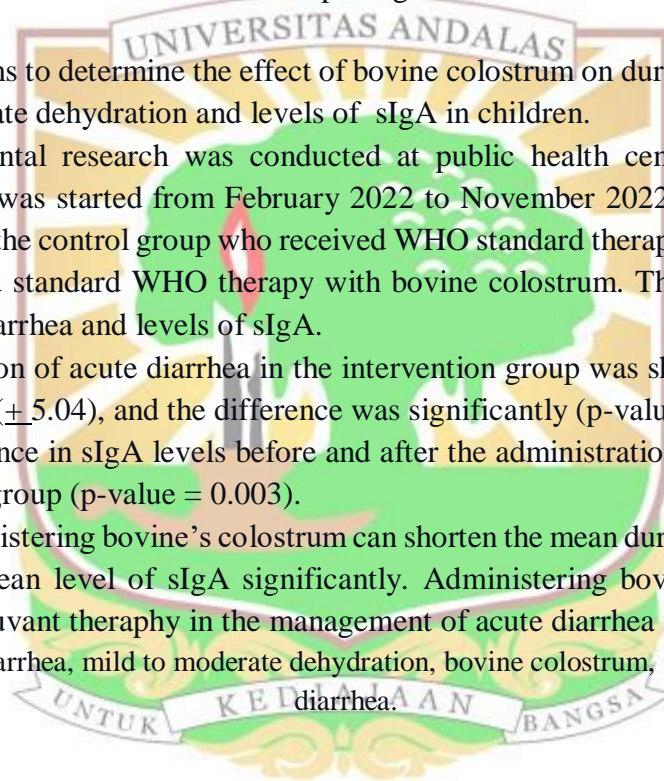 UNIVERSITAS ANDALAS
ns to determine the effect of bovine colostrum on dur
ate dehydration and levels of sIgA in children.
ntal research was conducted at public health cen
was started from February 2022 to November 2022
the control group who received WHO standard therap
standard WHO therapy with bovine colostrum. Th
arrhea and levels of sIgA.
on of acute diarrhea in the intervention group was sh
(+ 5.04), and the difference was significantly (p-valu
nce in sIgA levels before and after the administratio
group (p-value = 0.003).
istering bovine’s colostrum can shorten the mean dur
ean level of sIgA significantly. Administering bov
uvant theraphy in the management of acute diarrhea
arrhea, mild to moderate dehydration, bovine colostrum,
diarrhea.
UNTUK KEDJAJAAN BANGSA